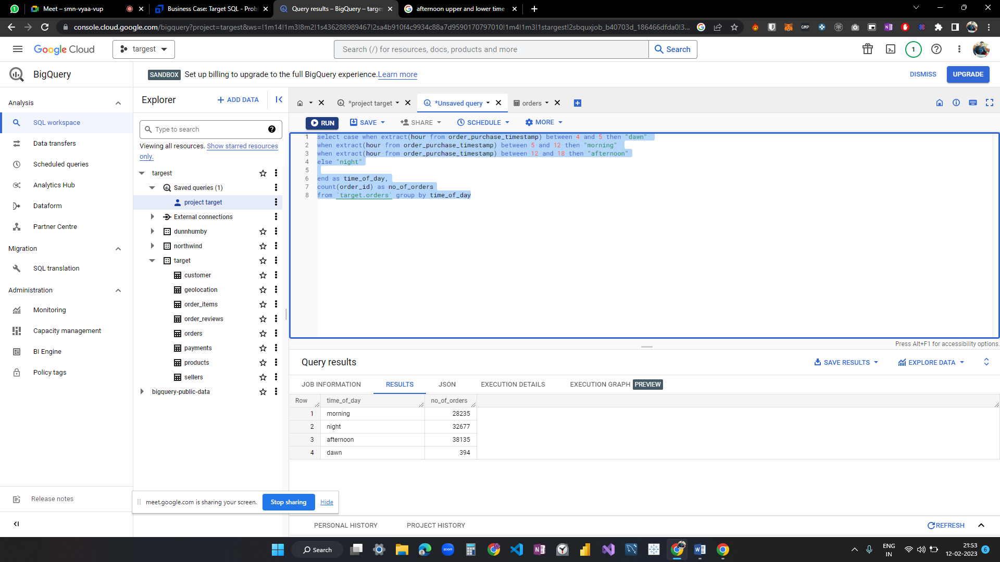 Meet – smn-vyaa-vup
Business Case: Target SQL - Prob
Query results – BigQuery – targes
afternoon upper and lower time
console.cloud.google.com/bigquery?project=targest&ws=!1m14!1m3!8m2!1s436288989467!2sa4b910f4c9934c88a7d9590170797010!1m4!1m3!1stargest!2sbquxjob_b40703d_186466dfda0!3...
Google Cloud
targest
Search (/) for resources, docs, products and more
Search
1
BigQuery
SANDBOX Set up billing to upgrade to the full BigQuery experience. Learn more
DISMISS
UPGRADE
Analysis
SQL workspace
Data transfers
Scheduled queries
Analytics Hub
Dataform
Partner Centre
Migration
SQL translation
Administration
Monitoring
Capacity management
BI Engine
Policy tags
Release notes
Explorer
+ ADD DATA
Type to search
Viewing all resources. Show starred resources
only.
targest
Saved queries (1)
project target
External connections
dunnhumby
northwind
target
customer
geolocation
order_items
order_reviews
orders
payments
products
sellers
bigquery-public-data
*project target
*Unsaved query
orders
RUN
SAVE
SHARE
SCHEDULE
MORE
1 select case when extract(hour from order_purchase_timestamp) between 4 and 5 then "dawn"
2 when extract(hour from order_purchase_timestamp) between 5 and 12 then "morning"
3 when extract(hour from order_purchase_timestamp) between 12 and 18 then "afternoon"
4 else "night"
5
6 end as time_of_day,
7 count(order_id) as no_of_orders
8 from `target.orders` group by time_of_day
Press Alt+F1 for accessibility options.
Query results
SAVE RESULTS
EXPLORE DATA
JOB INFORMATION
RESULTS
JSON
EXECUTION DETAILS
EXECUTION GRAPH PREVIEW
Row time_of_day no_of_orders
1 morning 28235
2 night 32677
3 afternoon 38135
4 dawn 394
meet.google.com is sharing your screen.
Stop sharing
Hide
PERSONAL HISTORY
PROJECT HISTORY
REFRESH
Search
zoom
ENG
IN
21:53
12-02-2023
6